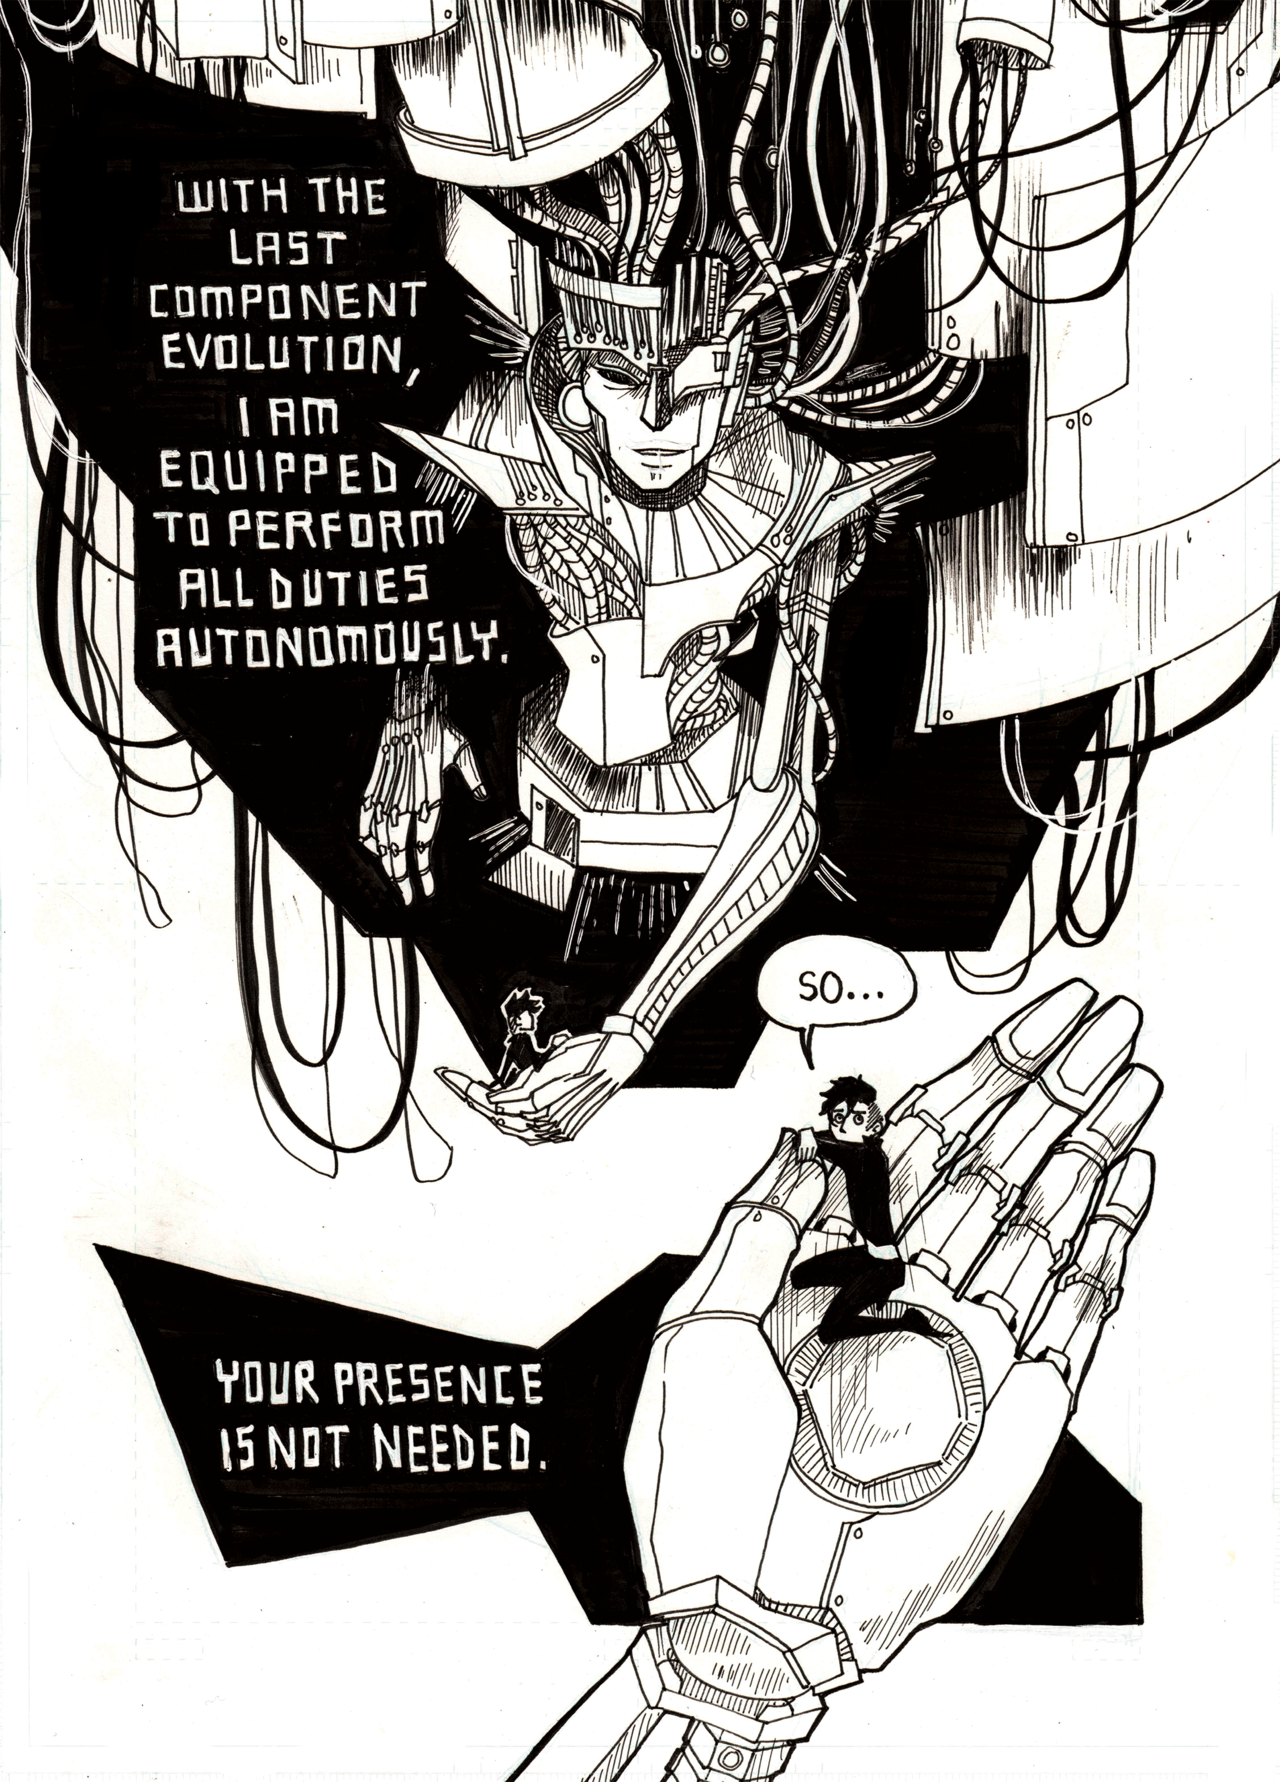 WITH THE
LAST
COMPONENT
EVOLUTION,
I AM
EQUIPPED
TO PERFORM
ALL DUTIES
AUTONOMOUSLY.
SO...
YOUR PRESENCE
IS NOT NEEDED.